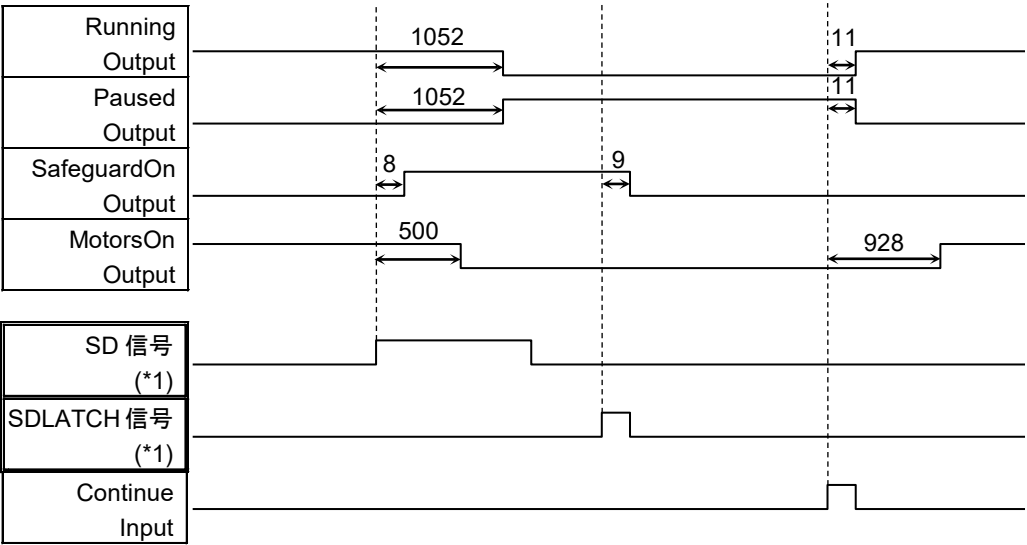 Running
Output
1052
11
Paused
Output
1052
11
SafeguardOn
Output
8
9
MotorsOn
Output
500
928
SD 信号
(*1)
SDLATCH 信号
(*1)
Continue
Input